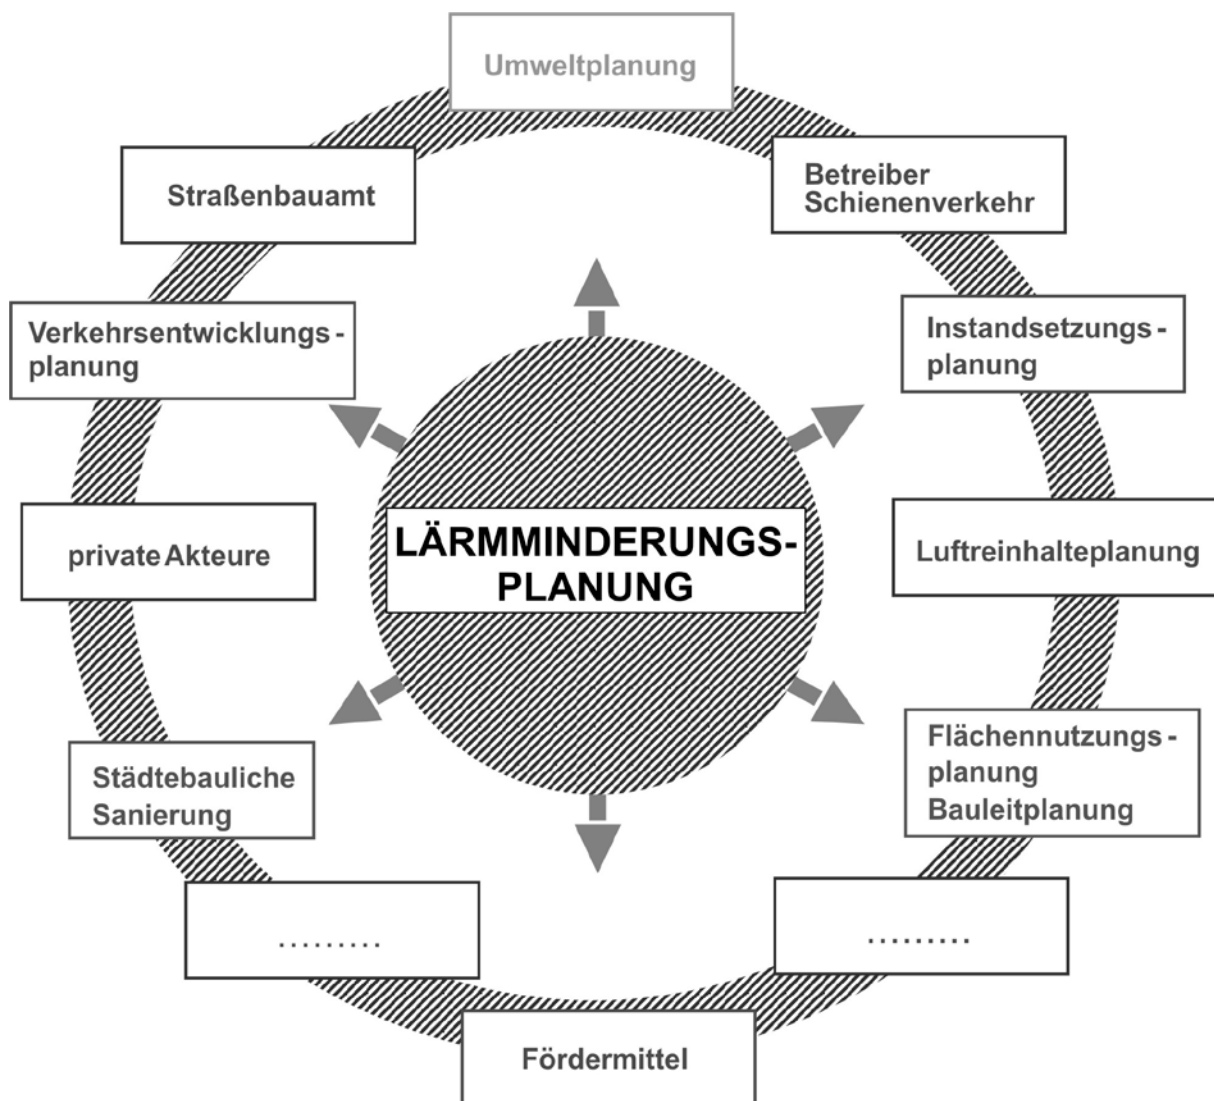 Umweltplanung
Straßenbauamt
Betreiber
Schienenverkehr
Verkehrsentwicklungs-
planung
Instandsetzungs-
planung
private Akteure
LÄRMMINDERUNGS-
PLANUNG
Luftreinhalteplanung
Städtebauliche
Sanierung
Flächennutzungs-
planung
Bauleitplanung
.........
.........
Fördermittel